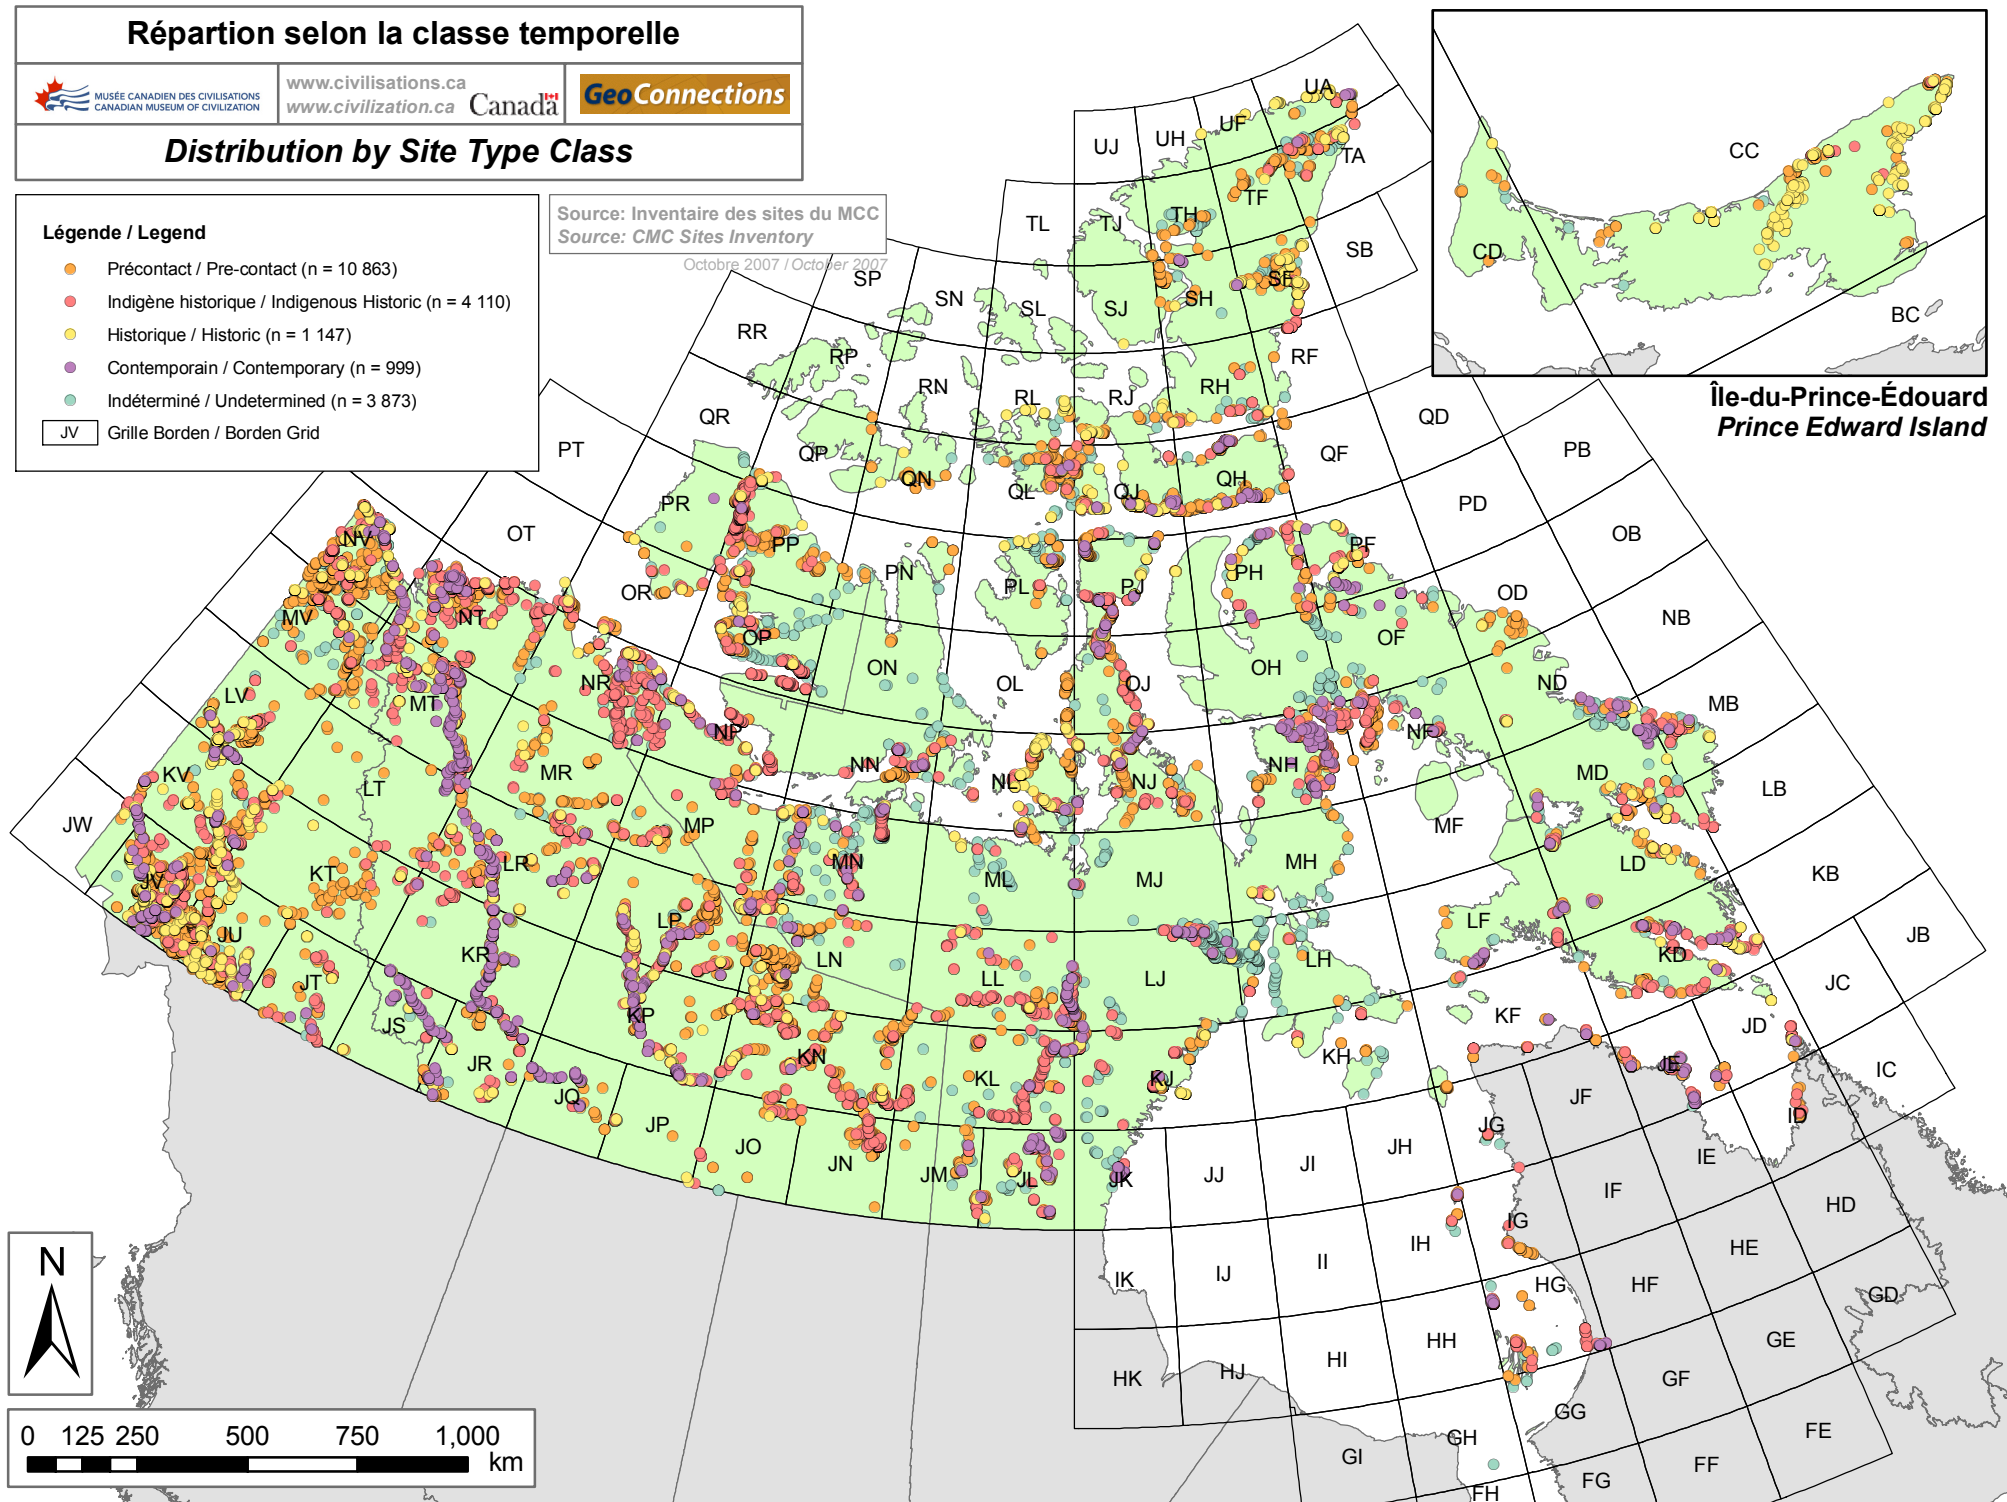 Répartion selon la classe temporelle
MUSÉE CANADIEN DES CIVILISATIONS
CANADIAN MUSEUM OF CIVILIZATION
www.civilisations.ca
www.civilization.ca
Canada
GeoConnections
Distribution by Site Type Class
Légende / Legend
Précontact / Pre-contact (n = 10 863)
Indigène historique / Indigenous Historic (n = 4 110)
Historique / Historic (n = 1 147)
Contemporain / Contemporary (n = 999)
Indéterminé / Undetermined (n = 3 873)
JV Grille Borden / Borden Grid
Source: Inventaire des sites du MCC
Source: CMC Sites Inventory
Octobre 2007 / October 2007
CC
CD
BC
Île-du-Prince-Édouard
Prince Edward Island
UA
UF
UH
UJ
TA
TF
TH
TJ
TL
SB
SF
SH
SJ
SL
SN
SP
RF
RH
RJ
RL
RN
RP
RR
QD
QF
QH
QJ
QL
QN
QP
QR
PB
PD
PF
PH
PJ
PL
PN
PP
PR
PT
OB
OD
OF
OH
OJ
OL
ON
OP
OR
OT
NB
ND
NF
NH
NJ
NL
NN
NP
NR
NT
NV
MB
MD
MF
MH
MJ
ML
MN
MP
MR
MT
MV
LB
LD
LF
LH
LJ
LL
LN
LP
LR
LT
LV
KB
KD
KF
KH
KJ
KL
KN
KP
KR
KT
KV
JB
JC
JD
JE
JF
JG
JH
JI
JJ
JK
JL
JM
JN
JO
JP
JQ
JR
JS
JT
JU
JV
JW
IC
ID
IE
IF
IG
IH
II
IJ
IK
HD
HE
HF
HG
HH
HI
HJ
HK
GD
GE
GF
GG
GH
GI
FE
FF
FG
FH
N
0 125 250 500 750 1,000
km